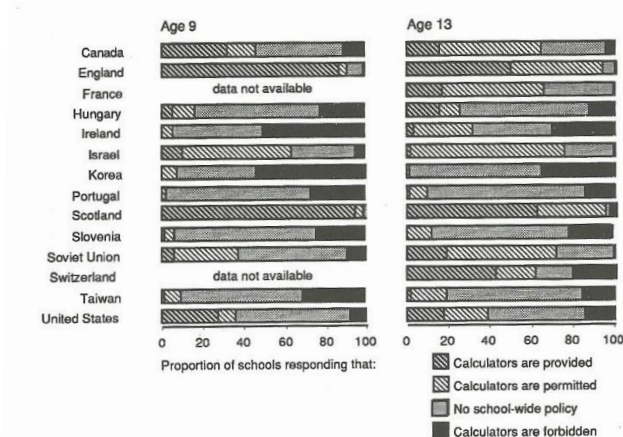 Age 9
Age 13
Canada
England
France
data not available
Hungary
Ireland
Israel
Korea
Portugal
Scotland
Slovenia
Soviet Union
Switzerland
data not available
Taiwan
United States
0 20 40 60 80 100
0 20 40 60 80 100
Proportion of schools responding that:
Calculators are provided
Calculators are permitted
No school-wide policy
Calculators are forbidden